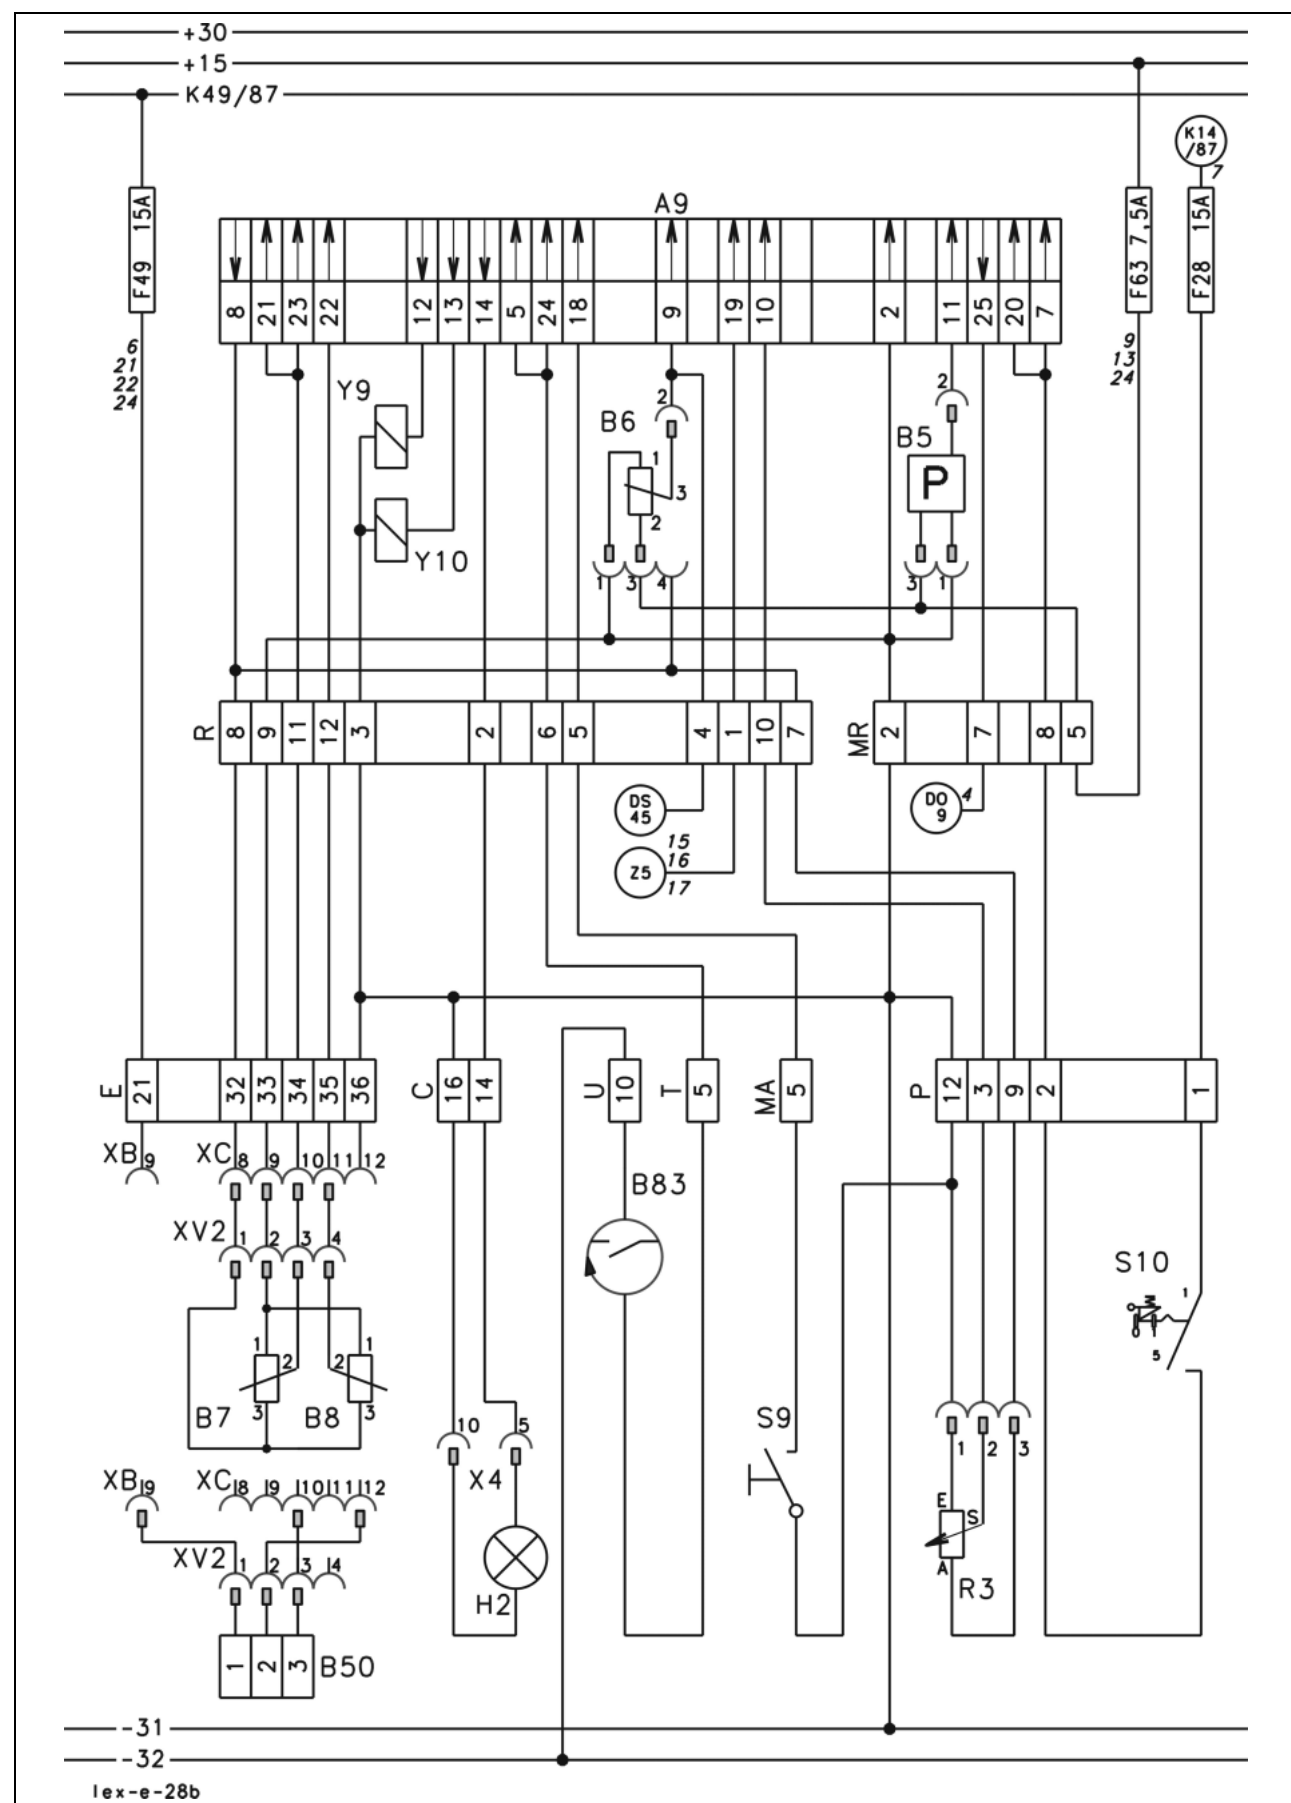 +30
+15
K49/87
K14
/87
7
F49 15A
A9
F63 7,5A
F28 15A
8 21 23 22 12 13 14 5 24 18 9 19 10 2 11 25 20 7
6
21
22
24
9
13
24
Y9
2
2
B6
B5
1
3
P
2
Y10
1 3 4
3 1
R 8 9 11 12 3 2 6 5 4 1 10 7
MR 2 7 8 5
DS
45
DO
9
4
Z5
15
16
17
E 21 32 33 34 35 36
C 16 14
U 10
T 5
MA 5
P 12 3 9 2 1
XB 9
XC 8 9 10 11 12
B83
XV2 1 2 3 4
S10
1
0 1
5
1 1
2 2
3 3
B7 B8
10 5
S9
1 2 3
XB 9
XC 8 9 10 11 12
X4
E
S
A
XV2 1 2 3 4
H2
R3
1 2 3 B50
-31
-32
lex-e-28b